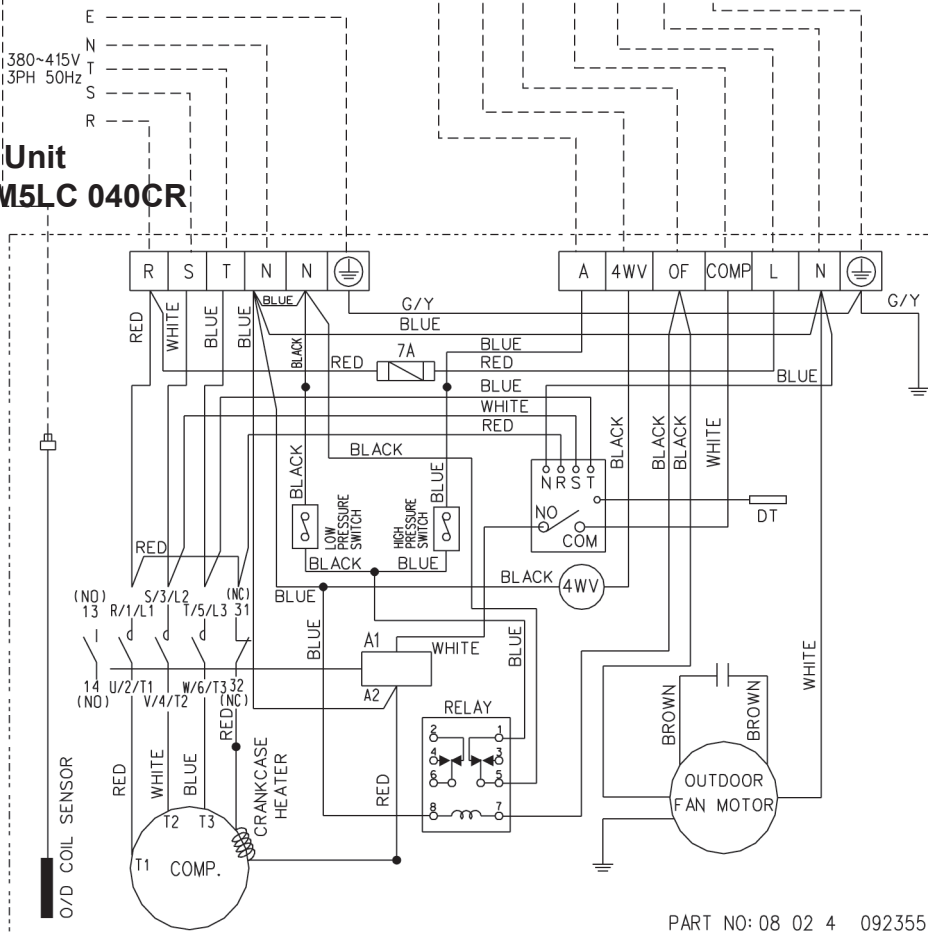 E
N
380~415V
3PH 50Hz
T
S
R
Unit
M5LC 040CR
R S T N N
A 4WV OF COMP L N
BLUE
G/Y
G/Y
BLUE
RED
WHITE
BLUE
BLUE
BLACK
RED
7A
BLUE
RED
BLUE
BLUE
WHITE
RED
BLACK
BLACK
BLUE
BLACK
BLACK
BLACK
WHITE
N R S T
NO
COM
DT
LOW
PRESSURE
SWITCH
HIGH
PRESSURE
SWITCH
RED
BLACK
BLUE
BLACK
4WV
BLUE
(NO)
13
R/1/L1
S/3/L2
T/5/L3
(NC)
31
BLUE
A1
WHITE
A2
BLUE
WHITE
14
(NO)
U/2/T1
V/4/T2
W/6/T3
32
(NC)
RED
RELAY
2 1
4 3
6 5
8 7
BROWN
BROWN
RED
WHITE
BLUE
CRANKCASE
HEATER
RED
OUTDOOR
FAN MOTOR
T2 T3
T1
COMP.
O/D COIL SENSOR
PART NO: 08 02 4 092355